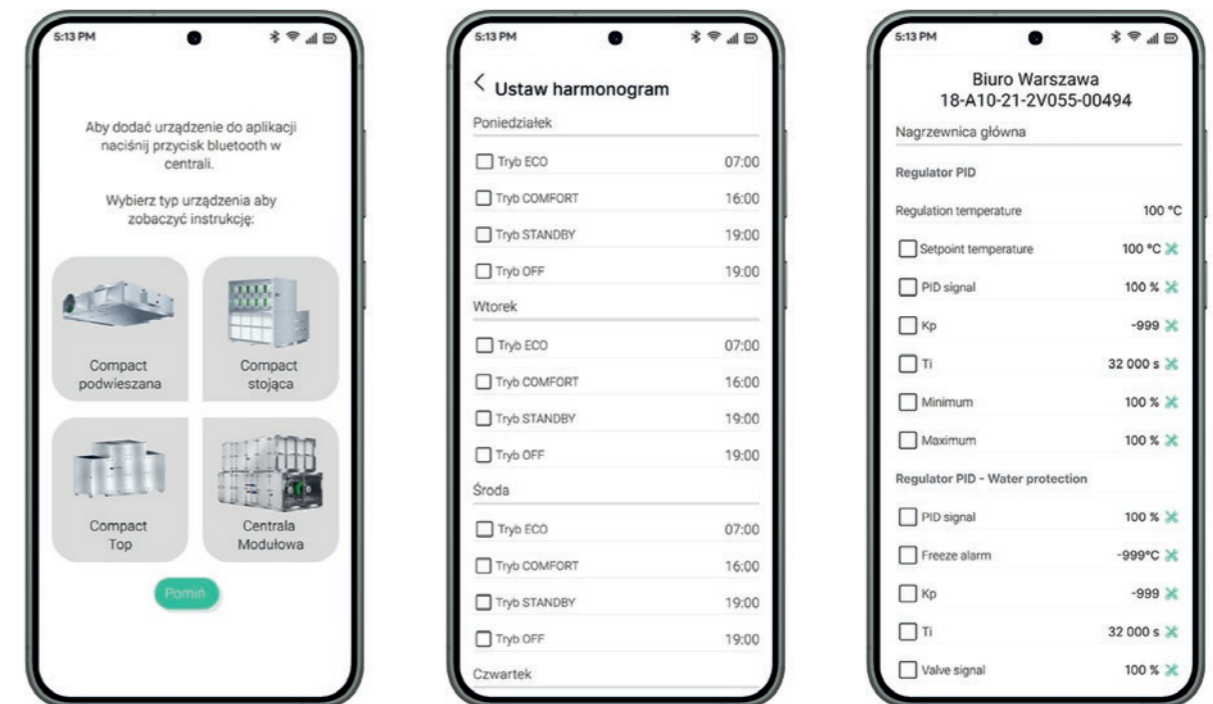 5:13 PM
Aby dodać urządzenie do aplikacji
naciśnij przycisk bluetooth w
centrali.
Wybierz typ urządzenia aby
zobaczyć instrukcję:
Compact
podwieszana
Compact
stojąca
Compact
Top
Centrala
Modułowa
Pomiń
5:13 PM
Ustaw harmonogram
Poniedziałek
Tryb ECO 07:00
Tryb COMFORT 16:00
Tryb STANDBY 19:00
Tryb OFF 19:00
Wtorek
Tryb ECO 07:00
Tryb COMFORT 16:00
Tryb STANDBY 19:00
Tryb OFF 19:00
Środa
Tryb ECO 07:00
Tryb COMFORT 16:00
Tryb STANDBY 19:00
Tryb OFF 19:00
Czwartek
5:13 PM
Biuro Warszawa
18-A10-21-2V055-00494
Nagrzewnica główna
Regulator PID
Regulation temperature 100 °C
Setpoint temperature 100 °C
PID signal 100 %
Kp -999
Ti 32 000 s
Minimum 100 %
Maximum 100 %
Regulator PID - Water protection
PID signal 100 %
Freeze alarm -999°C
Kp -999
Ti 32 000 s
Valve signal 100 %